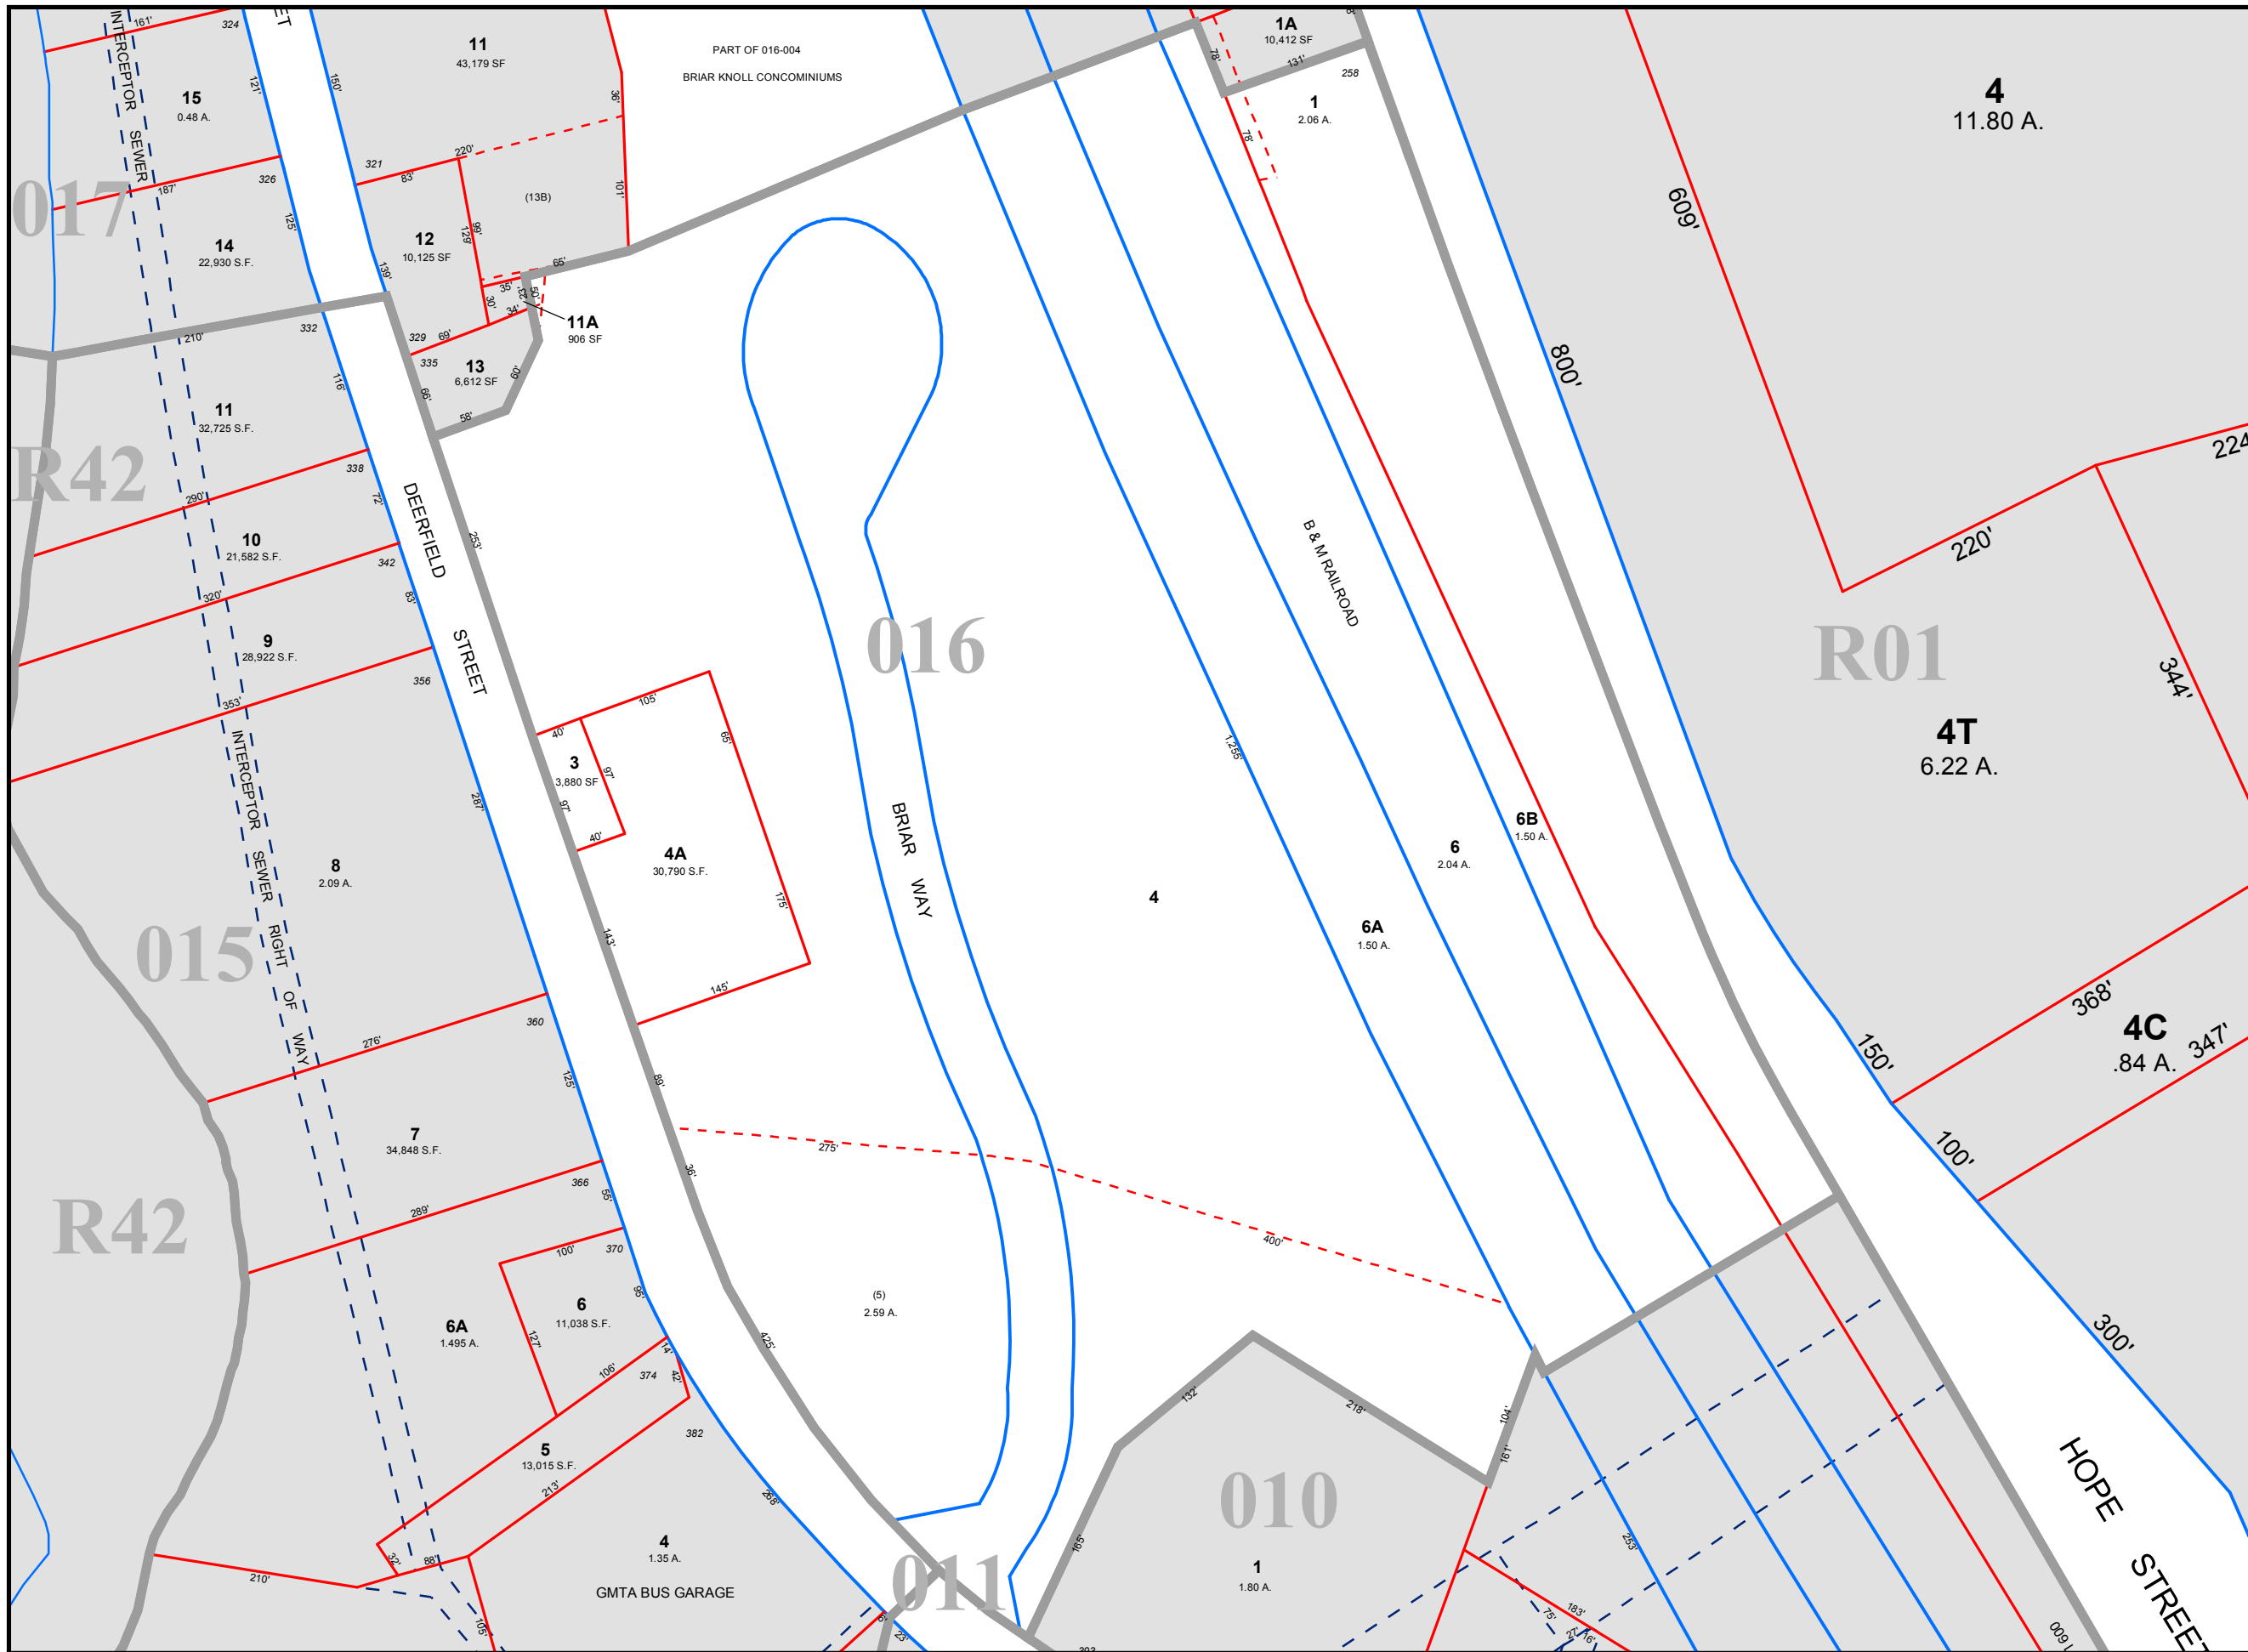 161'
324
INTERCEPTOR SEWER
15
0.48 A.
121'
150'
11
43,179 SF
36'
PART OF 016-004
BRIAR KNOLL CONCOMINIUMS
78'
1A
10,412 SF
131'
258
1
2.06 A.
78'
4
11.80 A.
017
187'
326
125'
321
83'
220'
(13B)
101'
14
22,930 S.F.
12
10,125 SF
99'
129'
139'
65'
609'
210'
332
30'
34'
23'
50'
11A
906 SF
329
69'
335
13
6,612 SF
60'
66'
58'
116'
800'
11
32,725 S.F.
R42
338
72'
290'
DEERFIELD STREET
253'
224
220'
10
21,582 S.F.
342
320'
83'
B & M RAILROAD
9
28,922 S.F.
356
353'
016
R01
344'
105'
40'
65'
3
3,880 SF
97'
97'
40'
4T
6.22 A.
1,255'
INTERCEPTOR SEWER RIGHT OF WAY
287'
BRIAR WAY
6B
1.50 A.
8
2.09 A.
4A
30,790 S.F.
175'
6
2.04 A.
4
6A
1.50 A.
143'
015
145'
368'
4C
.84 A.
347'
150'
360
276'
125'
89'
7
34,848 S.F.
275'
100'
36'
366
55'
289'
R42
370
100'
400'
95'
6
11,038 S.F.
127'
6A
1.495 A.
(5)
2.59 A.
425'
300'
14'
42'
106'
374
132'
218'
104'
161'
382
5
13,015 S.F.
213'
268'
010
HOPE STREET
32'
88'
210'
4
1.35 A.
GMTA BUS GARAGE
105'
011
165'
1
1.80 A.
253'
183'
75'
16'
23'